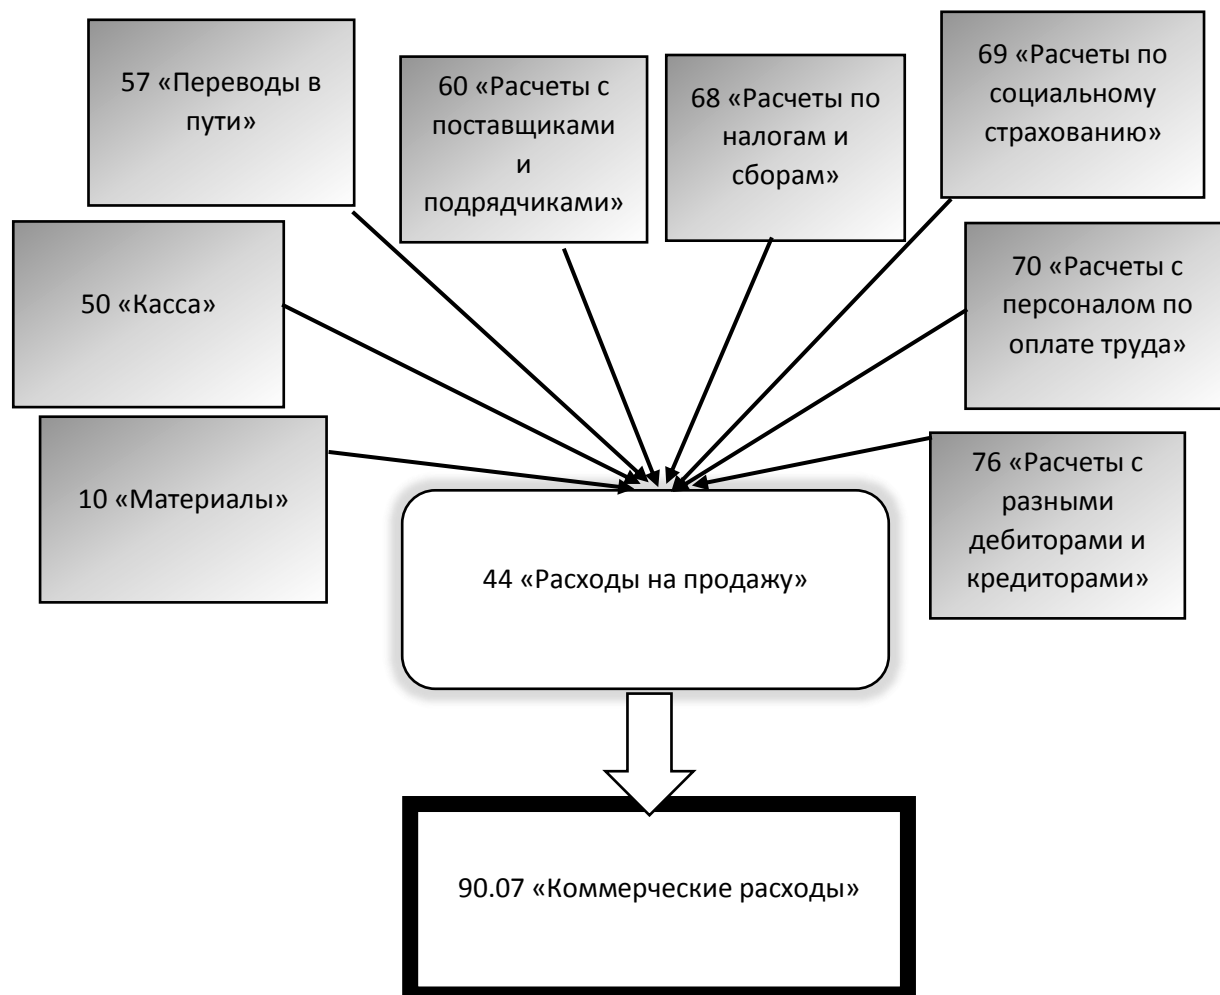 57 «Переводы в
пути»
60 «Расчеты с
поставщиками
и
подрядчиками»
68 «Расчеты по
налогам и
сборам»
69 «Расчеты по
социальному
страхованию»
50 «Касса»
70 «Расчеты с
персоналом по
оплате труда»
10 «Материалы»
76 «Расчеты с
разными
дебиторами и
кредиторами»
44 «Расходы на продажу»
90.07 «Коммерческие расходы»